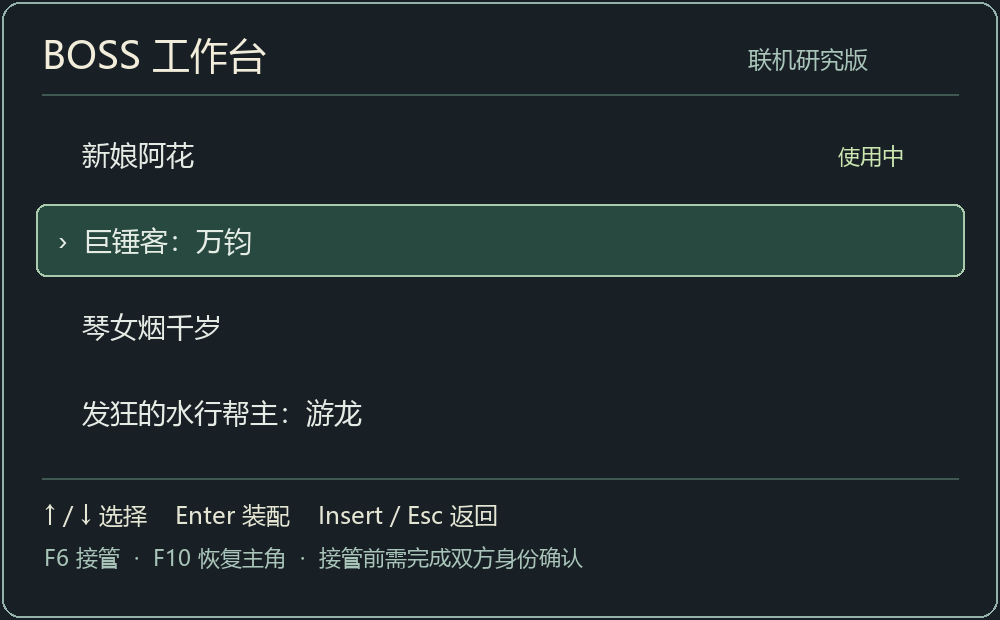 BOSS 工作台
联机研究版
新娘阿花
使用中
› 巨锤客：万钧
琴女烟千岁
发狂的水行帮主：游龙
↑/↓选择 Enter 装配 Insert / Esc 返回
F6 接管 · F10 恢复主角 · 接管前需完成双方身份确认